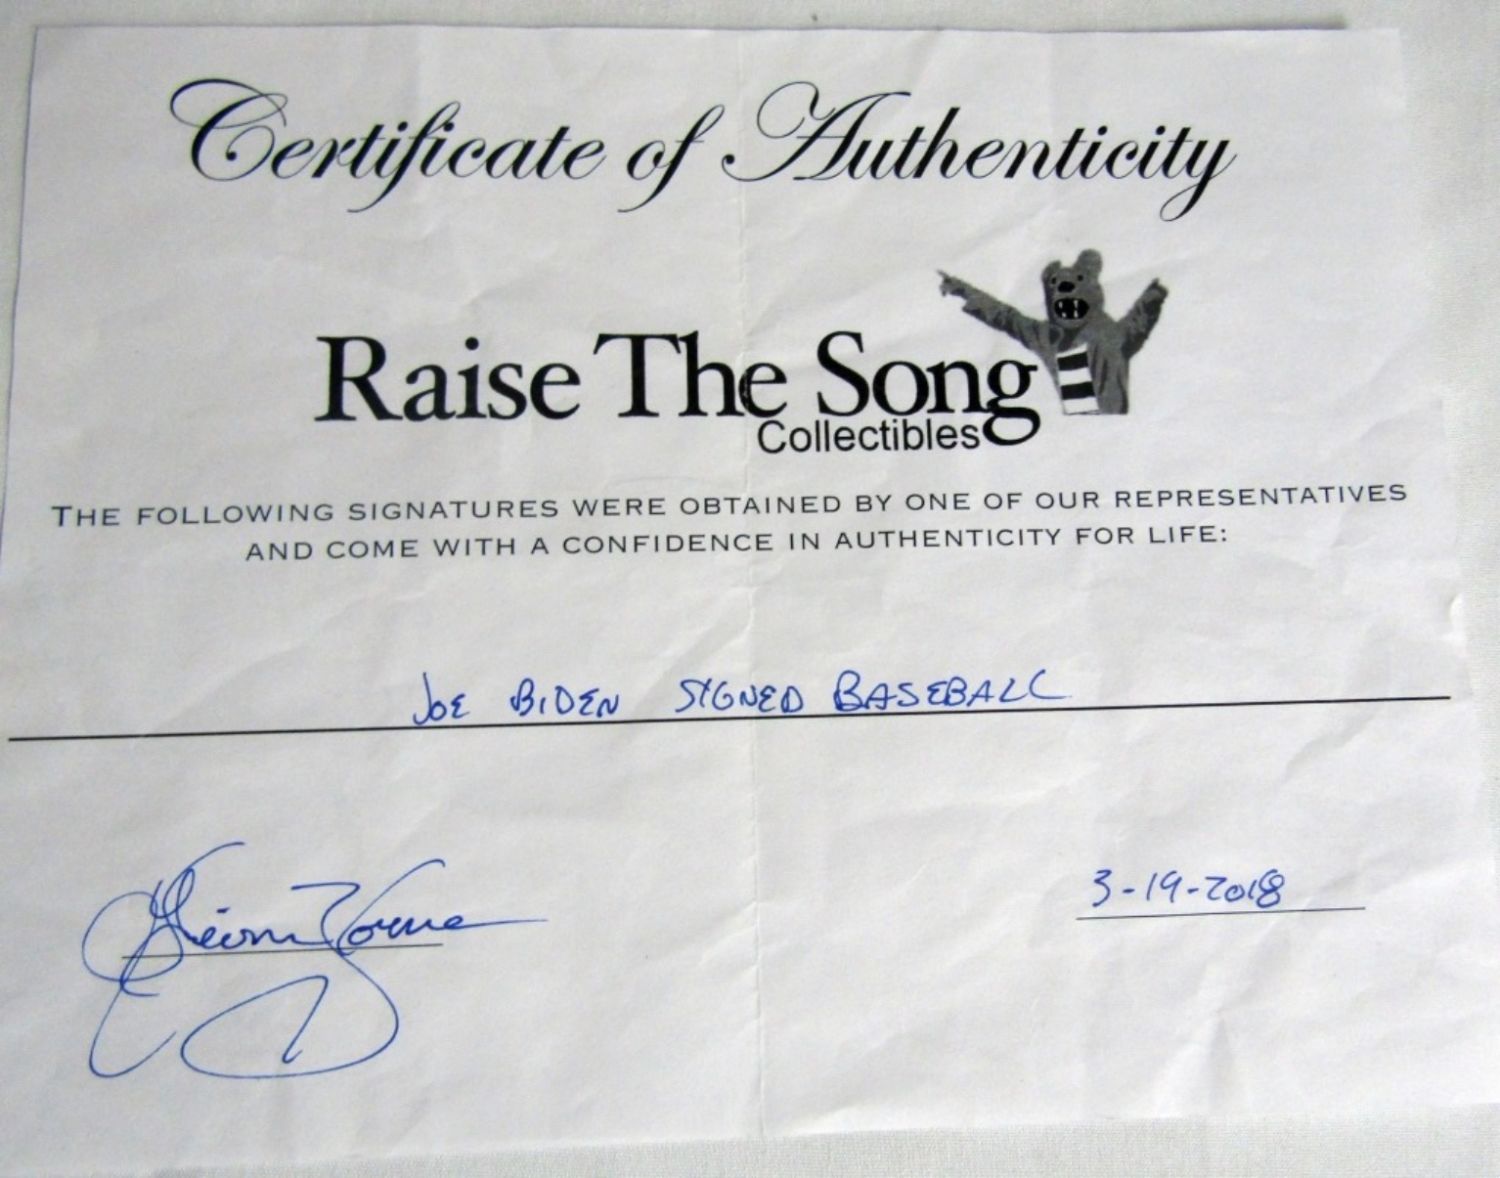 Certificate of Authenticity
Raise The Song
Collectibles
THE FOLLOWING SIGNATURES WERE OBTAINED BY ONE OF OUR REPRESENTATIVES
AND COME WITH A CONFIDENCE IN AUTHENTICITY FOR LIFE:
JOE BIDEN SIGNED BASEBALL
3-19-2018